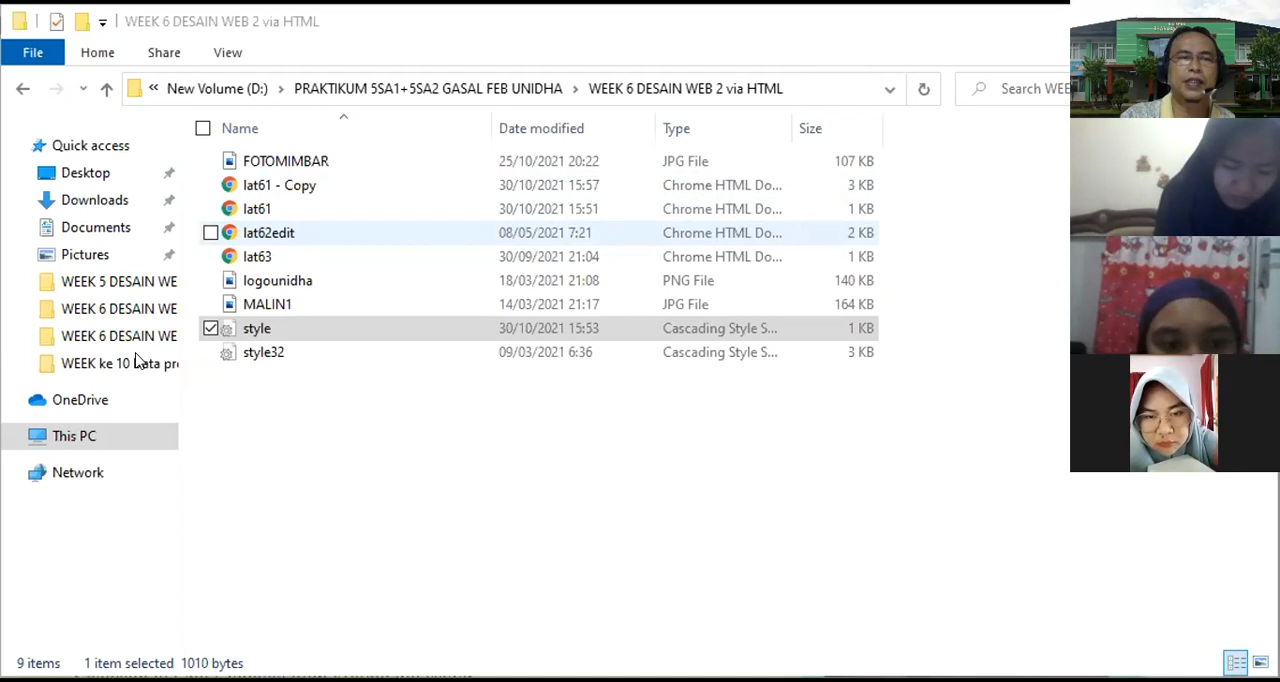 WEEK 6 DESAIN WEB 2 via HTML
File Home Share View
« New Volume (D:) › PRAKTIKUM 5SA1+5SA2 GASAL FEB UNIDHA › WEEK 6 DESAIN WEB 2 via HTML Search WEE
Name Date modified Type Size
Quick access
Desktop
Downloads
Documents
Pictures
WEEK 5 DESAIN WE
WEEK 6 DESAIN WE
WEEK 6 DESAIN WE
WEEK ke 10 data pr
OneDrive
This PC
Network
FOTOMIMBAR 25/10/2021 20:22 JPG File 107 KB
lat61 - Copy 30/10/2021 15:57 Chrome HTML Do... 3 KB
lat61 30/10/2021 15:51 Chrome HTML Do... 1 KB
lat62edit 08/05/2021 7:21 Chrome HTML Do... 2 KB
lat63 30/09/2021 21:04 Chrome HTML Do... 1 KB
logounidha 18/03/2021 21:08 PNG File 140 KB
MALIN1 14/03/2021 21:17 JPG File 164 KB
style 30/10/2021 15:53 Cascading Style S... 1 KB
style32 09/03/2021 6:36 Cascading Style S... 3 KB
9 items 1 item selected 1010 bytes